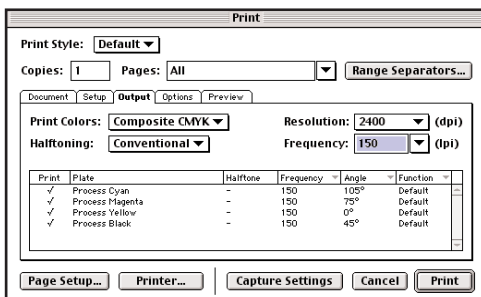 Print
Print Style: Default
Copies: 1 Pages: All Range Separators...
Document Setup Output Options Preview
Print Colors: Composite CMYK Resolution: 2400 (dpi)
Halftoning: Conventional Frequency: 150 (lpi)
Print Plate Halftone Frequency Angle Function
✓ Process Cyan - 150 105° Default
✓ Process Magenta - 150 75° Default
✓ Process Yellow - 150 0° Default
✓ Process Black - 150 45° Default
Page Setup... Printer... Capture Settings Cancel Print